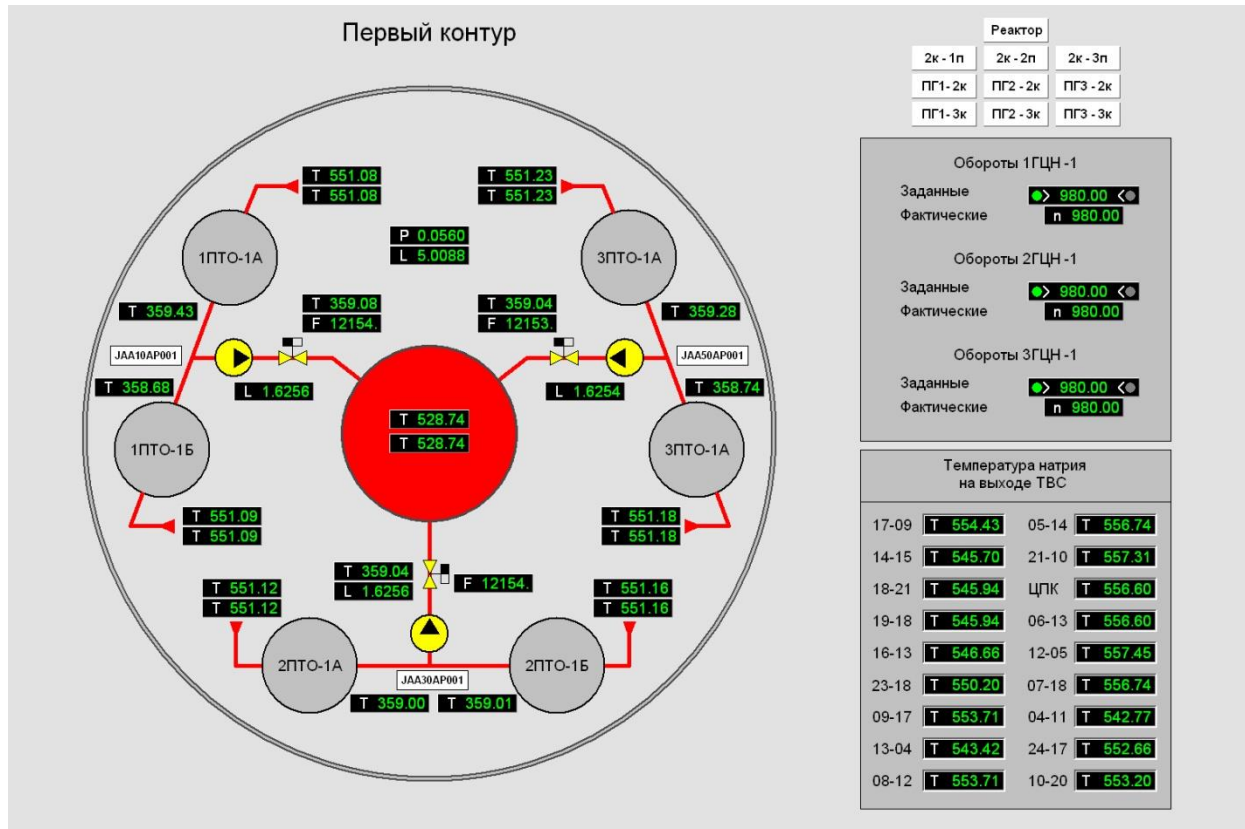 Первый контур
Реактор
2к - 1п 2к - 2п 2к - 3п
ПГ1- 2к ПГ2 - 2к ПГ3 - 2к
ПГ1- 3к ПГ2 - 3к ПГ3 - 3к
T 551.08
T 551.08
T 551.23
T 551.23
P 0.0560
L 5.0088
1ПТО-1А
3ПТО-1А
T 359.43
T 359.08
F 12154.
T 359.04
F 12153.
T 359.28
JAA10AP001
JAA50AP001
T 358.68
L 1.6256
L 1.6254
T 358.74
T 528.74
T 528.74
1ПТО-1Б
3ПТО-1А
T 551.09
T 551.09
T 551.18
T 551.18
T 359.04
L 1.6256
F 12154.
T 551.12
T 551.12
T 551.16
T 551.16
2ПТО-1А
2ПТО-1Б
JAA30AP001
T 359.00
T 359.01
Обороты 1ГЦН -1
Заданные > 980.00 <
Фактические n 980.00
Обороты 2ГЦН -1
Заданные > 980.00 <
Фактические n 980.00
Обороты 3ГЦН -1
Заданные > 980.00 <
Фактические n 980.00
Температура натрия
на выходе ТВС
17-09 T 554.43 05-14 T 556.74
14-15 T 545.70 21-10 T 557.31
18-21 T 545.94 ЦПК T 556.60
19-18 T 545.94 06-13 T 556.60
16-13 T 546.66 12-05 T 557.45
23-18 T 550.20 07-18 T 556.74
09-17 T 553.71 04-11 T 542.77
13-04 T 543.42 24-17 T 552.66
08-12 T 553.71 10-20 T 553.20